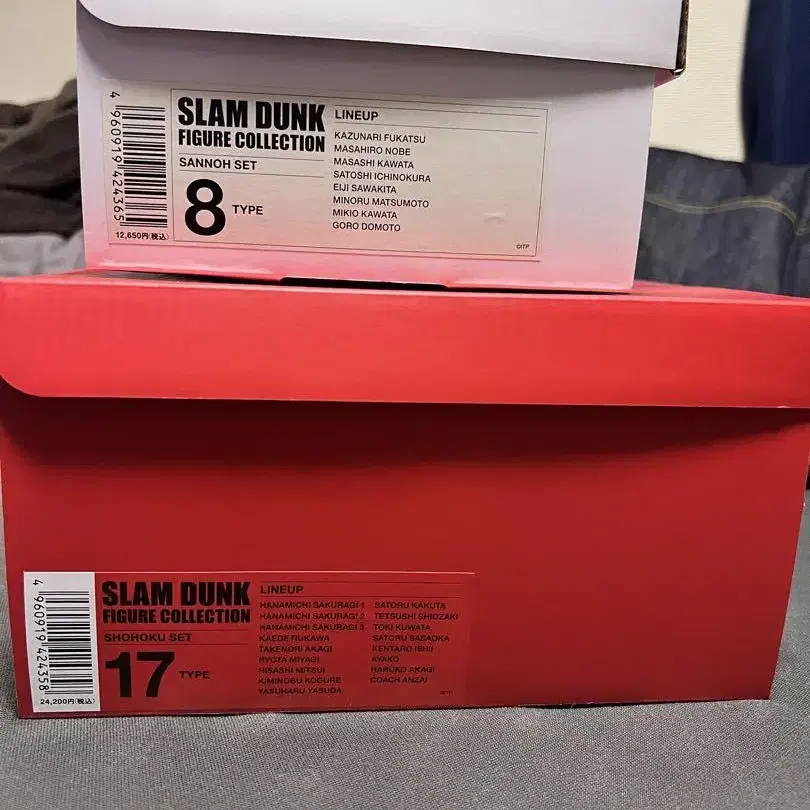 4 960919 424365
12,650円(税込)
SLAM DUNK
FIGURE COLLECTION
SANNOH SET
8 TYPE
LINEUP
KAZUNARI FUKATSU
MASAHIRO NOBE
MASASHI KAWATA
SATOSHI ICHINOKURA
EIJI SAWAKITA
MINORU MATSUMOTO
MIKIO KAWATA
GORO DOMOTO
©ITP
4 960919 424358
24,200円(税込)
SLAM DUNK
FIGURE COLLECTION
SHOHOKU SET
17 TYPE
LINEUP
HANAMICHI SAKURAGI 1
HANAMICHI SAKURAGI 2
HANAMICHI SAKURAGI 3
KAEDE RUKAWA
TAKENORI AKAGI
RYOTA MIYAGI
HISASHI MITSUI
KIMINOBU KOGURE
YASUHARU YASUDA
SATORU KAKUTA
TETSUSHI SHIOZAKI
TOKI KUWATA
SATORU SASAOKA
KENTARO ISHII
AYAKO
HARUKO AKAGI
COACH ANZAI
©ITP